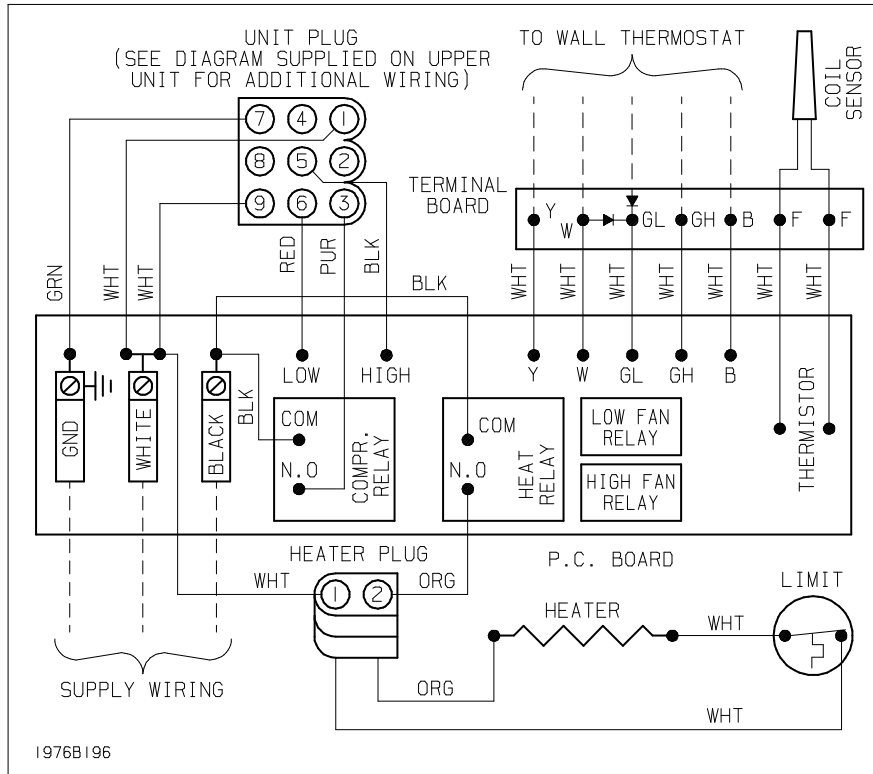 UNIT PLUG
(SEE DIAGRAM SUPPLIED ON UPPER
UNIT FOR ADDITIONAL WIRING)
TO WALL THERMOSTAT
COIL
SENSOR
7 4 1
8 5 2
9 6 3
TERMINAL
BOARD
Y W GL GH B F F
GRN
WHT
WHT
RED
PUR
BLK
BLK
WHT
WHT
WHT
WHT
WHT
WHT
WHT
LOW
HIGH
Y W GL GH B
GND
WHITE
BLACK
BLK
COM
N.O
COMPR.
RELAY
COM
N.O
HEAT
RELAY
LOW FAN
RELAY
HIGH FAN
RELAY
THERMISTOR
HEATER PLUG
P.C. BOARD
WHT
1 2
ORG
HEATER
WHT
LIMIT
SUPPLY WIRING
ORG
WHT
1976B196